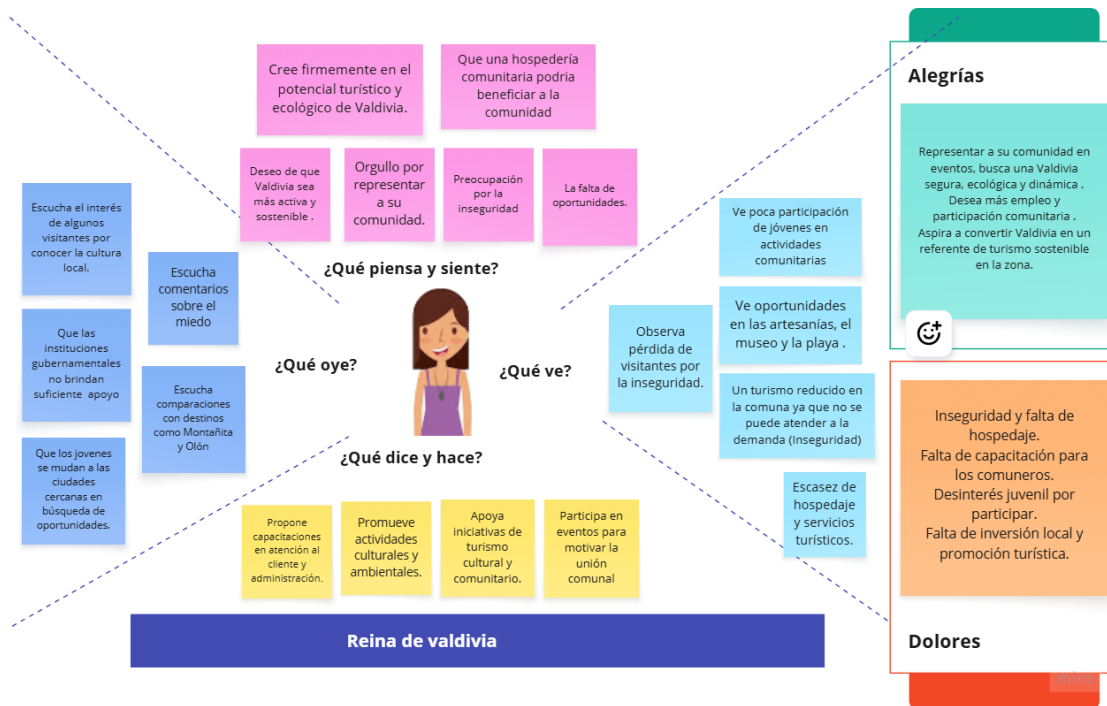 Cree firmemente en el
potencial turístico y
ecológico de Valdivia.
Que una hospedería
comunitaria podria
beneficiar a la
comunidad
Deseo de que
Valdivia sea
más activa y
sostenible .
Orgullo por
representar
a su
comunidad.
Preocupación
por la
inseguridad
La falta de
oportunidades.
¿Qué piensa y siente?
Escucha el interés
de algunos
visitantes por
conocer la cultura
local.
Escucha
comentarios
sobre el
miedo
Que las
instituciones
gubernamentales
no brindan
suficiente apoyo
Escucha
comparaciones
con destinos
como Montañita
y Olón
Que los jovenes
se mudan a las
ciudades
cercanas en
búsqueda de
oportunidades.
¿Qué oye?
¿Qué ve?
Ve poca participación
de jóvenes en
actividades
comunitarias
Observa
pérdida de
visitantes por
la inseguridad.
Ve oportunidades
en las artesanías, el
museo y la playa .
Un turismo reducido en
la comuna ya que no se
puede atender a la
demanda (Inseguridad)
Escasez de
hospedaje
y servicios
turísticos.
¿Qué dice y hace?
Propone
capacitaciones
en atención al
cliente y
administración.
Promueve
actividades
culturales y
ambientales.
Apoya
iniciativas de
turismo
cultural y
comunitario.
Participa en
eventos para
motivar la
unión
comunal
Reina de valdivia
Alegrías
Representar a su comunidad en
eventos, busca una Valdivia
segura, ecológica y dinámica .
Desea más empleo y
participación comunitaria .
Aspira a convertir Valdivia en un
referente de turismo sostenible
en la zona.
Inseguridad y falta de
hospedaje.
Falta de capacitación para
los comuneros.
Desinterés juvenil por
participar.
Falta de inversión local y
promoción turística.
Dolores
miro